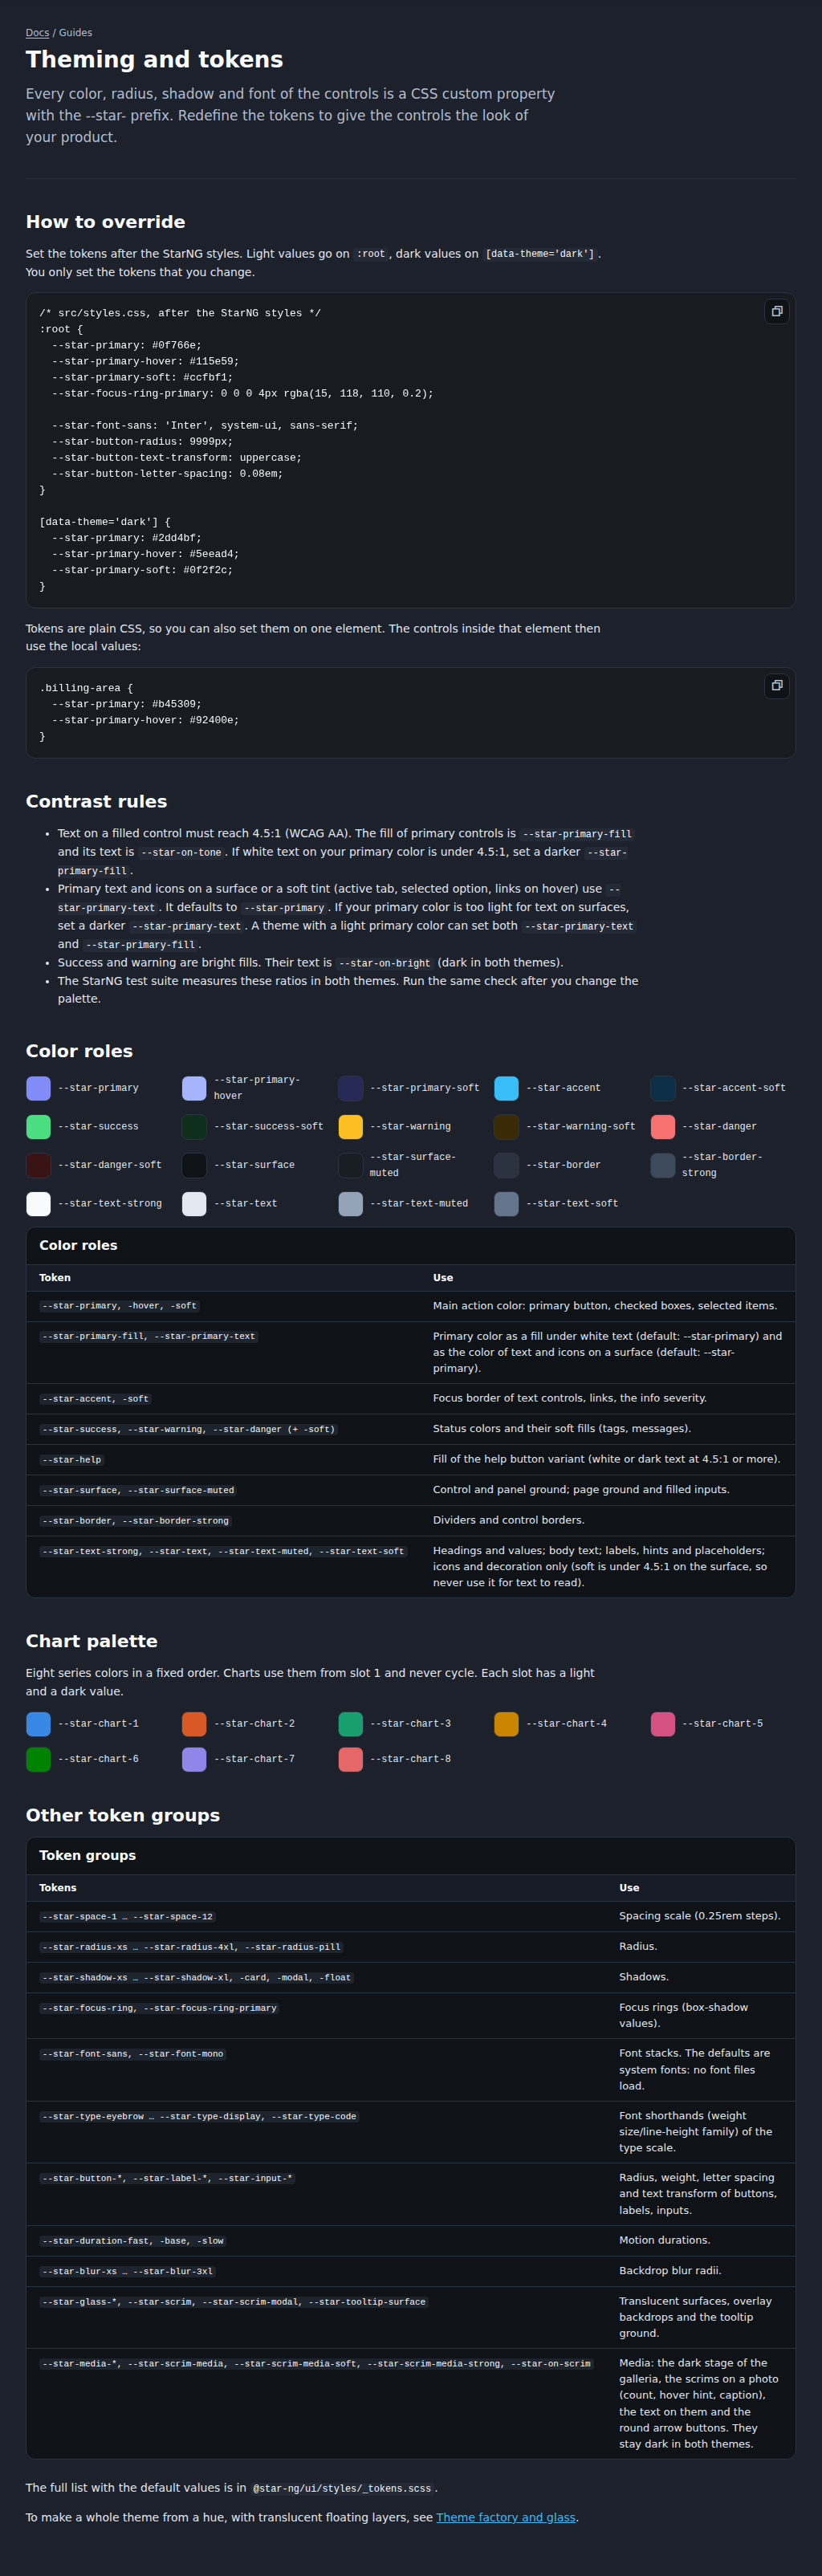 Docs / Guides
Theming and tokens
Every color, radius, shadow and font of the controls is a CSS custom property
with the --star- prefix. Redefine the tokens to give the controls the look of
your product.
How to override
Set the tokens after the StarNG styles. Light values go on :root, dark values on [data-theme='dark'].
You only set the tokens that you change.
/* src/styles.css, after the StarNG styles */
:root {
  --star-primary: #0f766e;
  --star-primary-hover: #115e59;
  --star-primary-soft: #ccfbf1;
  --star-focus-ring-primary: 0 0 0 4px rgba(15, 118, 110, 0.2);
  --star-font-sans: 'Inter', system-ui, sans-serif;
  --star-button-radius: 9999px;
  --star-button-text-transform: uppercase;
  --star-button-letter-spacing: 0.08em;
}
[data-theme='dark'] {
  --star-primary: #2dd4bf;
  --star-primary-hover: #5eead4;
  --star-primary-soft: #0f2f2c;
}
Tokens are plain CSS, so you can also set them on one element. The controls inside that element then
use the local values:
.billing-area {
  --star-primary: #b45309;
  --star-primary-hover: #92400e;
}
Contrast rules
• Text on a filled control must reach 4.5:1 (WCAG AA). The fill of primary controls is --star-primary-fill
and its text is --star-on-tone. If white text on your primary color is under 4.5:1, set a darker --star-
primary-fill.
• Primary text and icons on a surface or a soft tint (active tab, selected option, links on hover) use --
star-primary-text. It defaults to --star-primary. If your primary color is too light for text on surfaces,
set a darker --star-primary-text. A theme with a light primary color can set both --star-primary-text
and --star-primary-fill.
• Success and warning are bright fills. Their text is --star-on-bright (dark in both themes).
• The StarNG test suite measures these ratios in both themes. Run the same check after you change the
palette.
Color roles
--star-primary
--star-primary-
hover
--star-primary-soft
--star-accent
--star-accent-soft
--star-success
--star-success-soft
--star-warning
--star-warning-soft
--star-danger
--star-danger-soft
--star-surface
--star-surface-
muted
--star-border
--star-border-
strong
--star-text-strong
--star-text
--star-text-muted
--star-text-soft
Color roles
Token Use
--star-primary, -hover, -soft Main action color: primary button, checked boxes, selected items.
--star-primary-fill, --star-primary-text Primary color as a fill under white text (default: --star-primary) and
as the color of text and icons on a surface (default: --star-
primary).
--star-accent, -soft Focus border of text controls, links, the info severity.
--star-success, --star-warning, --star-danger (+ -soft) Status colors and their soft fills (tags, messages).
--star-help Fill of the help button variant (white or dark text at 4.5:1 or more).
--star-surface, --star-surface-muted Control and panel ground; page ground and filled inputs.
--star-border, --star-border-strong Dividers and control borders.
--star-text-strong, --star-text, --star-text-muted, --star-text-soft Headings and values; body text; labels, hints and placeholders;
icons and decoration only (soft is under 4.5:1 on the surface, so
never use it for text to read).
Chart palette
Eight series colors in a fixed order. Charts use them from slot 1 and never cycle. Each slot has a light
and a dark value.
--star-chart-1
--star-chart-2
--star-chart-3
--star-chart-4
--star-chart-5
--star-chart-6
--star-chart-7
--star-chart-8
Other token groups
Token groups
Tokens Use
--star-space-1 … --star-space-12 Spacing scale (0.25rem steps).
--star-radius-xs … --star-radius-4xl, --star-radius-pill Radius.
--star-shadow-xs … --star-shadow-xl, -card, -modal, -float Shadows.
--star-focus-ring, --star-focus-ring-primary Focus rings (box-shadow
values).
--star-font-sans, --star-font-mono Font stacks. The defaults are
system fonts: no font files
load.
--star-type-eyebrow … --star-type-display, --star-type-code Font shorthands (weight
size/line-height family) of the
type scale.
--star-button-*, --star-label-*, --star-input-* Radius, weight, letter spacing
and text transform of buttons,
labels, inputs.
--star-duration-fast, -base, -slow Motion durations.
--star-blur-xs … --star-blur-3xl Backdrop blur radii.
--star-glass-*, --star-scrim, --star-scrim-modal, --star-tooltip-surface Translucent surfaces, overlay
backdrops and the tooltip
ground.
--star-media-*, --star-scrim-media, --star-scrim-media-soft, --star-scrim-media-strong, --star-on-scrim Media: the dark stage of the
galleria, the scrims on a photo
(count, hover hint, caption),
the text on them and the
round arrow buttons. They
stay dark in both themes.
The full list with the default values is in @star-ng/ui/styles/_tokens.scss.
To make a whole theme from a hue, with translucent floating layers, see Theme factory and glass.